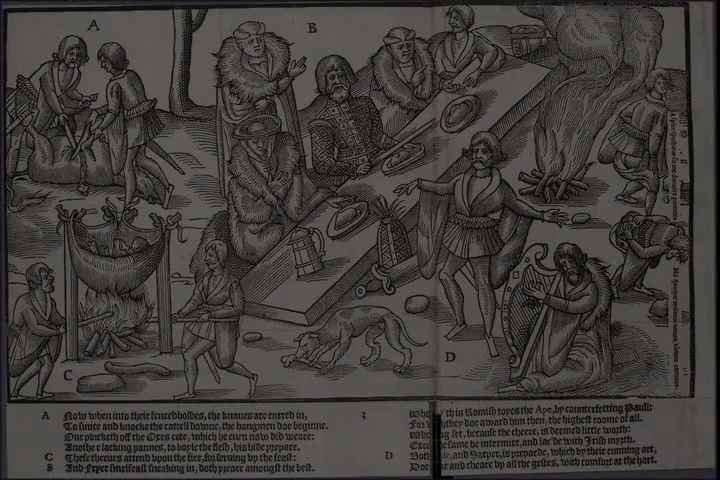 A
B
C
D
A Now when into their fenced holdes, the knaues are entred in,
To smite and knocke the cattell downe, the hangmen doe beginne.
One plucketh off the Oxes cote, which he euen now did weare:
Another lacking pannes, to boyle the flesh, his hide prepare.
C These theeues attend vpon the fire, for seruing vp the feast:
B And Fryer smelfeast sneaking in, doth preace amongst the best.
3
th in Romish toyes the Ape, by counterfetting Paull:
they doe award him then, the highest roome of all.
set, because the cheere, is deemed little worth:
same be intermixt, and lac'de with Irish myrth.
D and Harper, is prepard, which by their cunning art,
and cheare vp all the gestes, with comfort at the hart.